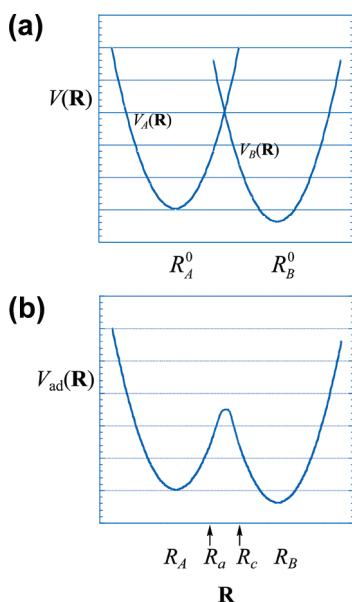 (a)
V(R)
V_A(R)
V_B(R)
R_A^0 R_B^0
(b)
V_ad(R)
R_A R_a R_c R_B
R